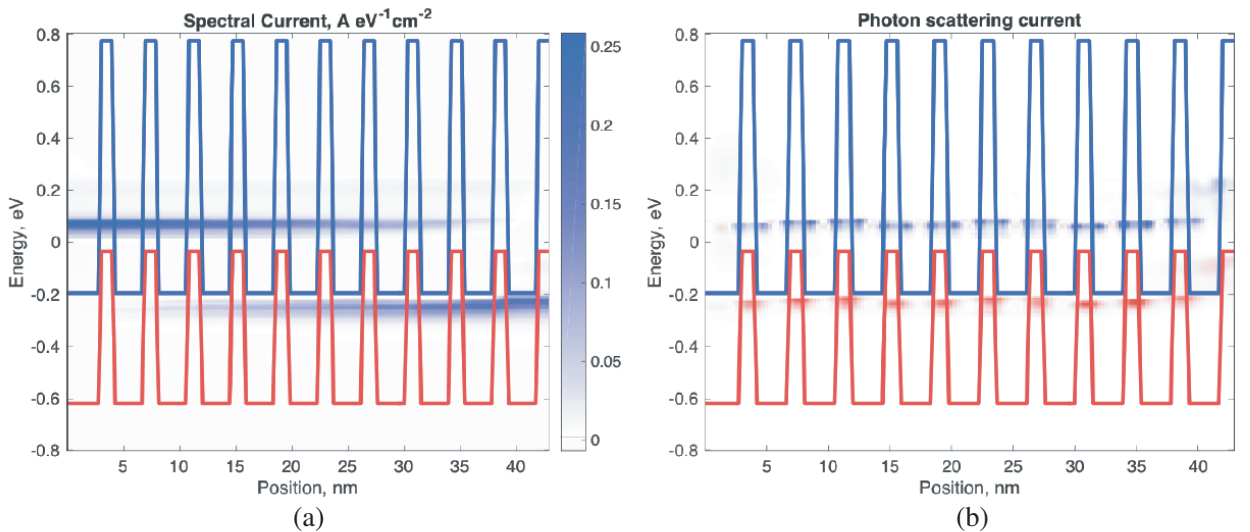 Spectral Current, A eV⁻¹cm⁻²
0.8
0.6
0.4
0.2
0
-0.2
-0.4
-0.6
-0.8
Energy, eV
5 10 15 20 25 30 35 40
Position, nm
0.25
0.2
0.15
0.1
0.05
0
(a)
Photon scattering current
0.8
0.6
0.4
0.2
0
-0.2
-0.4
-0.6
-0.8
Energy, eV
5 10 15 20 25 30 35 40
Position, nm
(b)